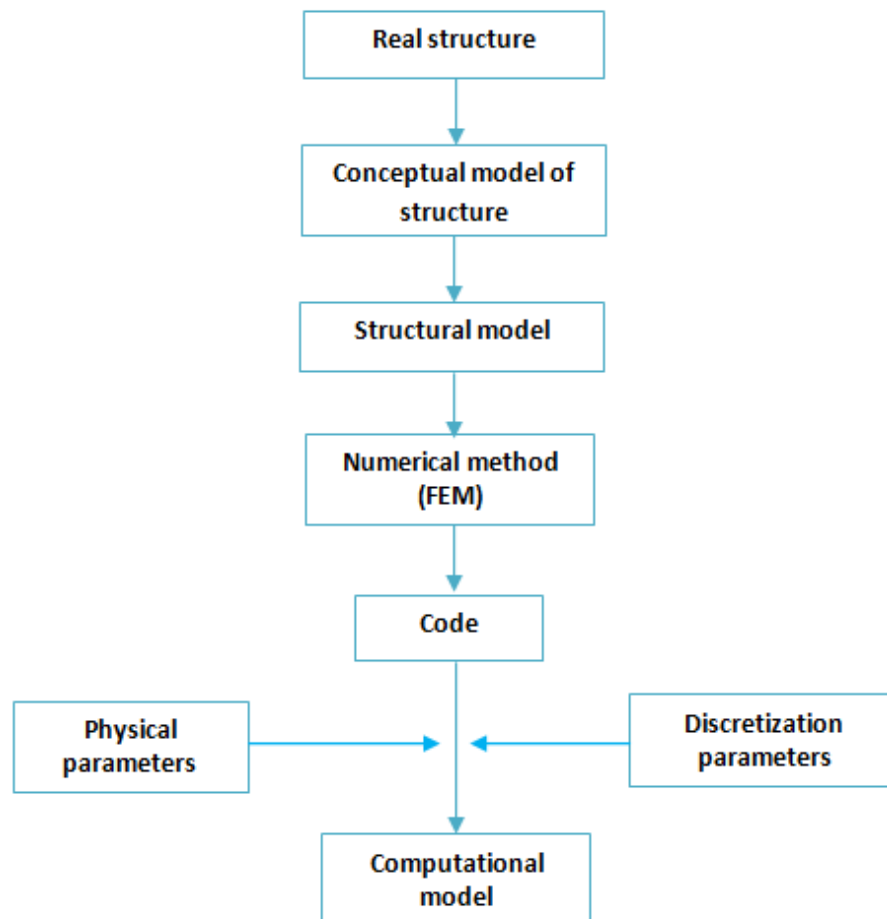 Real structure
Conceptual model of
structure
Structural model
Numerical method
(FEM)
Code
Physical
parameters
Discretization
parameters
Computational
model